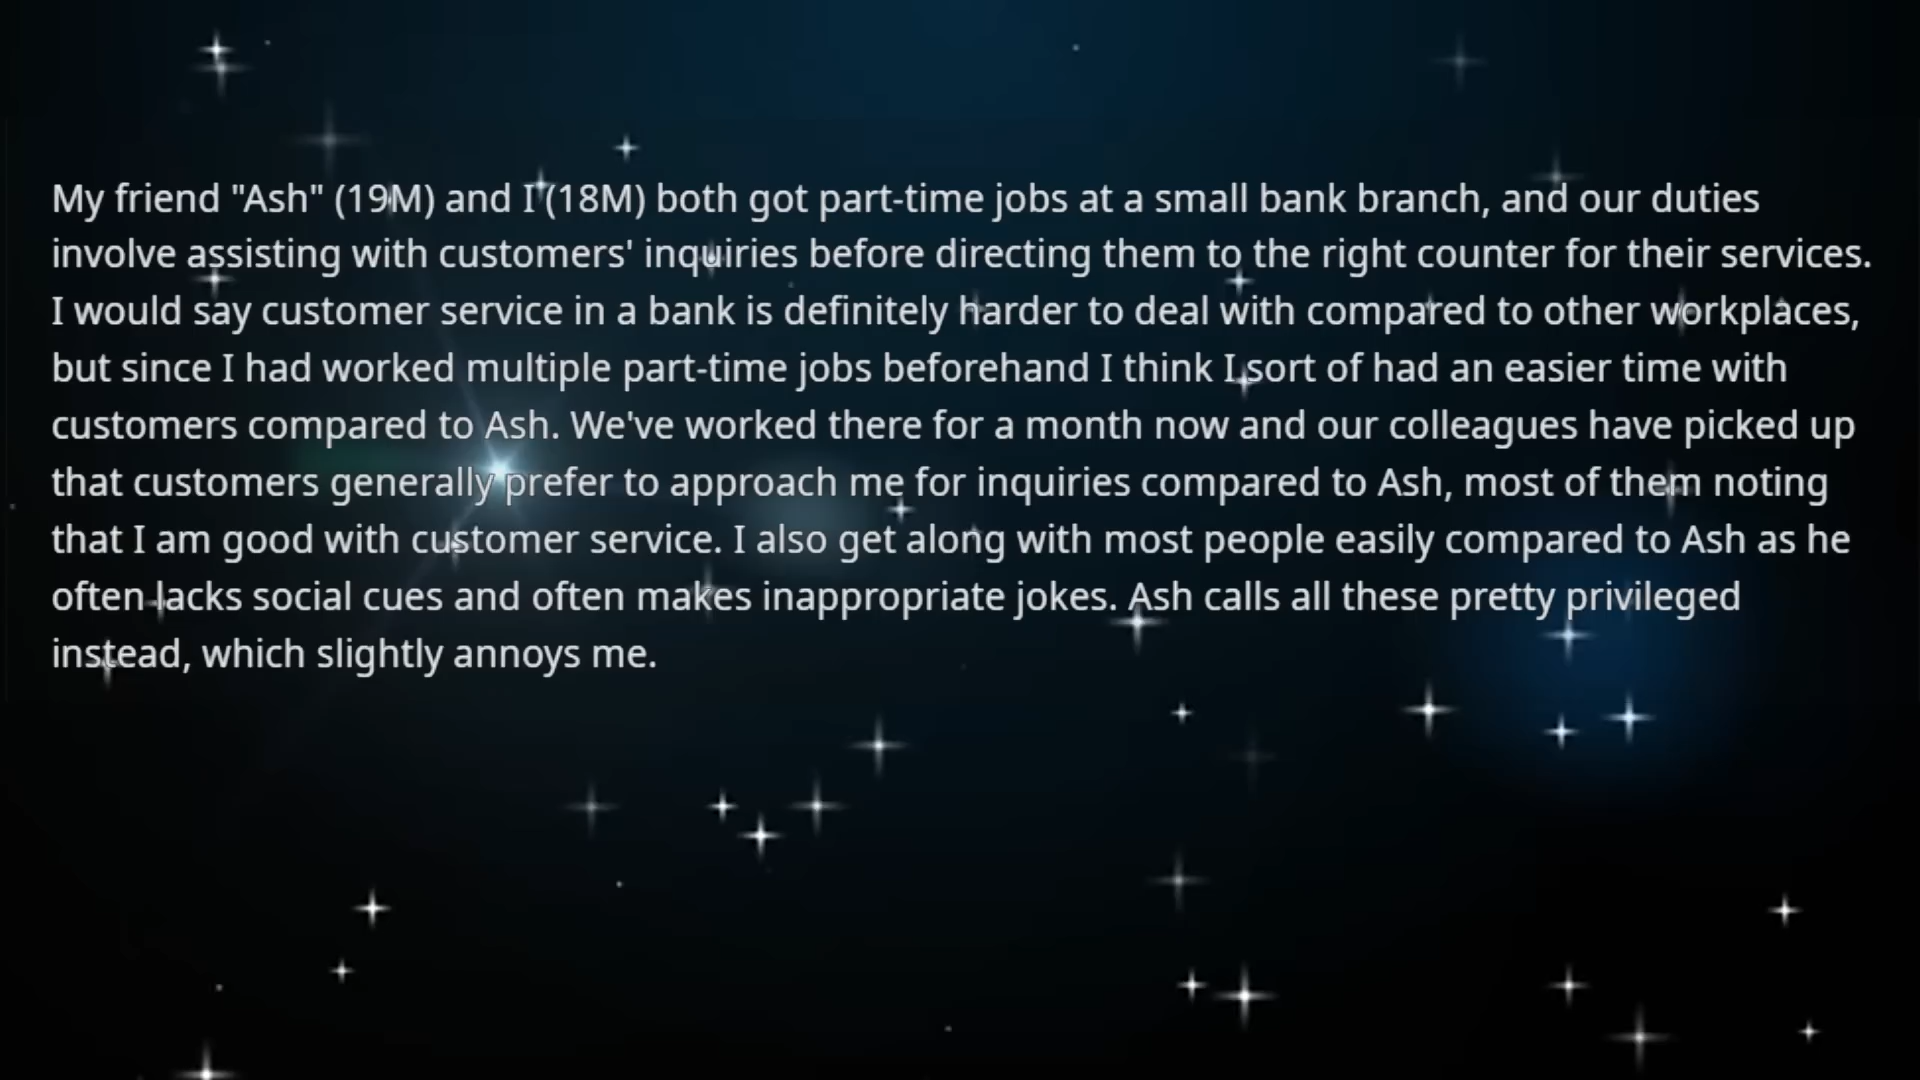 My friend "Ash" (19M) and I (18M) both got part-time jobs at a small bank branch, and our duties
involve assisting with customers' inquiries before directing them to the right counter for their services.
I would say customer service in a bank is definitely harder to deal with compared to other workplaces,
but since I had worked multiple part-time jobs beforehand I think I sort of had an easier time with
customers compared to Ash. We've worked there for a month now and our colleagues have picked up
that customers generally prefer to approach me for inquiries compared to Ash, most of them noting
that I am good with customer service. I also get along with most people easily compared to Ash as he
often lacks social cues and often makes inappropriate jokes. Ash calls all these pretty privileged
instead, which slightly annoys me.